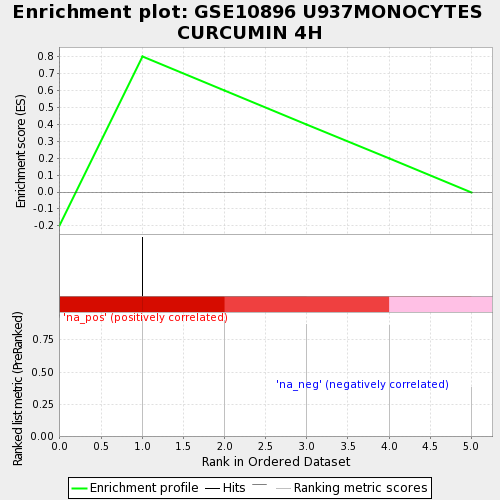 Enrichment plot: GSE10896 U937MONOCYTES
CURCUMIN 4H
Enrichment score (ES)
0.8
0.7
0.6
0.5
0.4
0.3
0.2
0.1
0.0
-0.1
-0.2
'na_pos' (positively correlated)
Ranked list metric (PreRanked)
0.75
0.50
0.25
0.00
'na_neg' (negatively correlated)
0.0 0.5 1.0 1.5 2.0 2.5 3.0 3.5 4.0 4.5 5.0
Rank in Ordered Dataset
Enrichment profile Hits Ranking metric scores